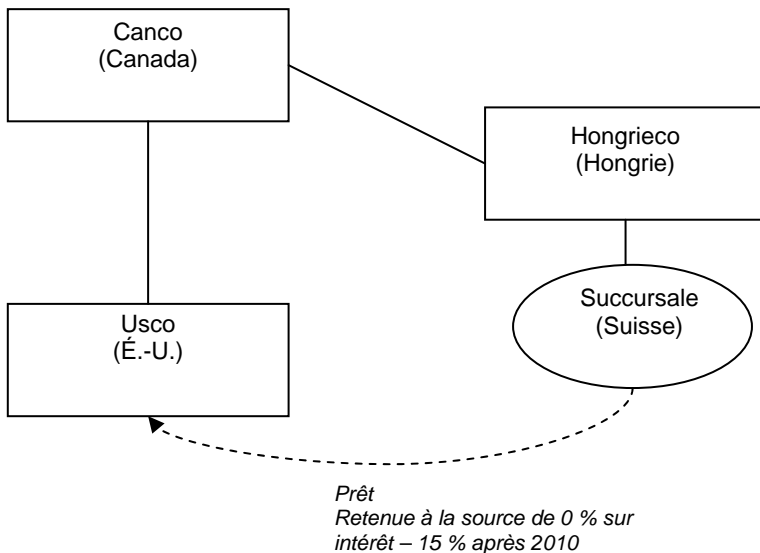 Canco
(Canada)
Hongrieco
(Hongrie)
Succursale
(Suisse)
Usco
(É.-U.)
Prêt
Retenue à la source de 0 % sur
intérêt – 15 % après 2010